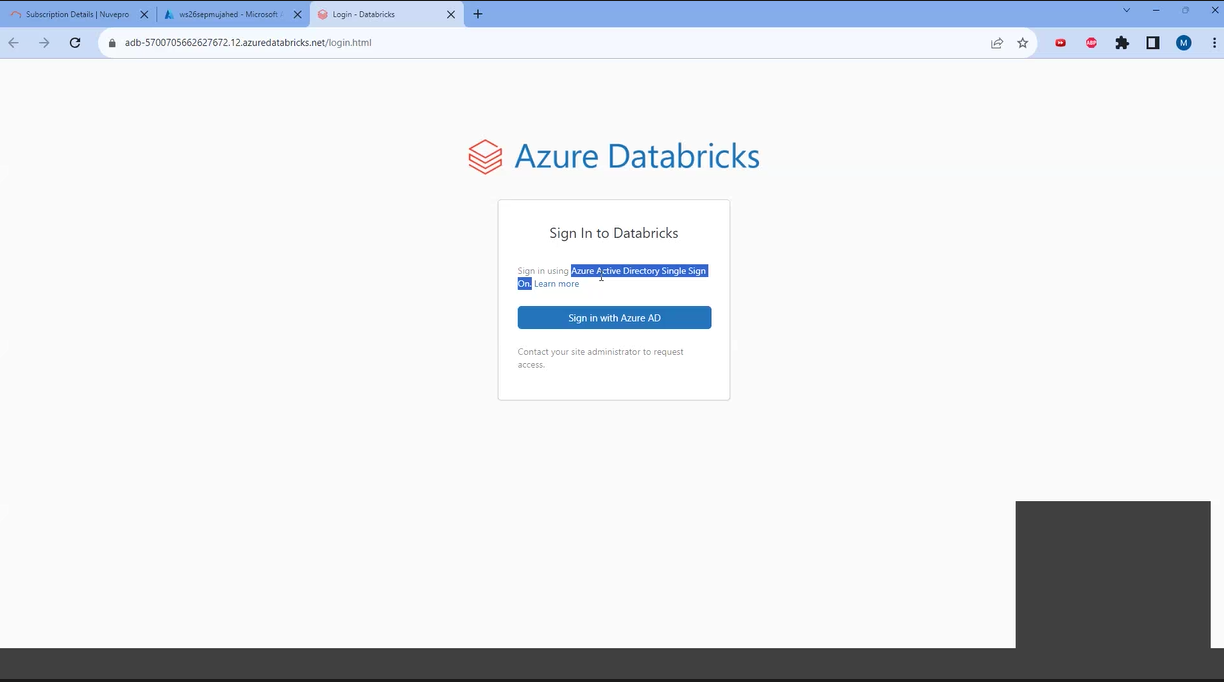 Subscription Details | Nuvepro
ws26sepmujahed - Microsoft A
Login - Databricks
adb-5700705662627672.12.azuredatabricks.net/login.html
ABP
M
Azure Databricks
Sign In to Databricks
Sign in using Azure Active Directory Single Sign
On. Learn more
Sign in with Azure AD
Contact your site administrator to request
access.